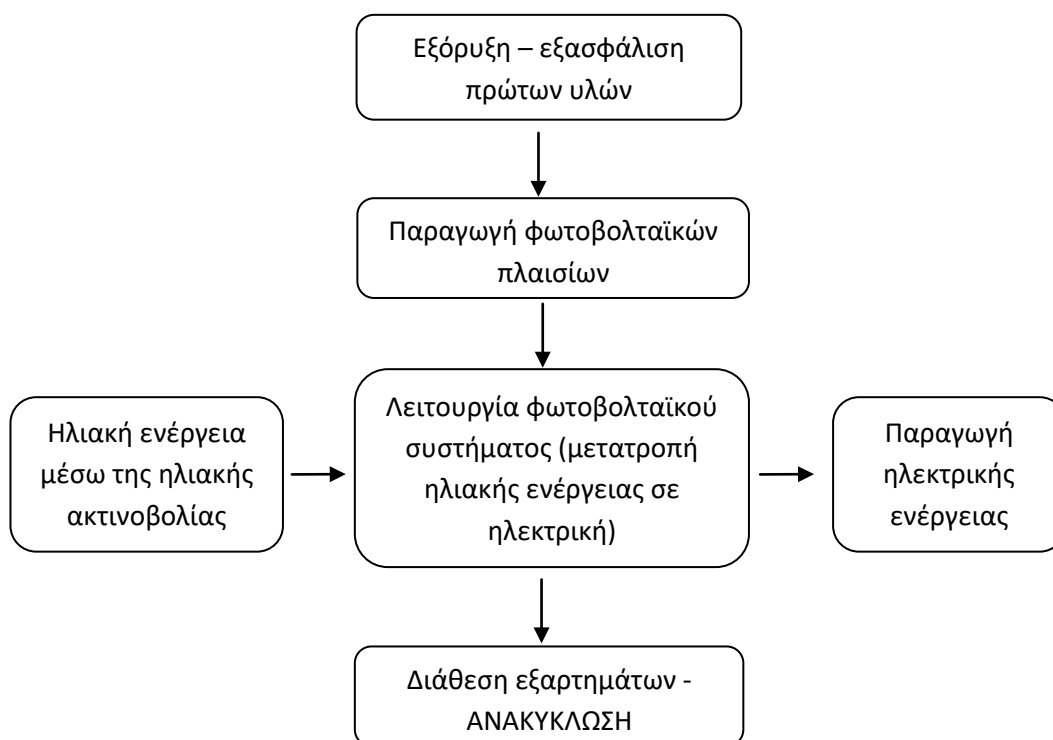 Εξόρυξη – εξασφάλιση
πρώτων υλών
Παραγωγή φωτοβολταϊκών
πλαισίων
Ηλιακή ενέργεια
μέσω της ηλιακής
ακτινοβολίας
Λειτουργία φωτοβολταϊκού
συστήματος (μετατροπή
ηλιακής ενέργειας σε
ηλεκτρική)
Παραγωγή
ηλεκτρικής
ενέργειας
Διάθεση εξαρτημάτων -
ΑΝΑΚΥΚΛΩΣΗ